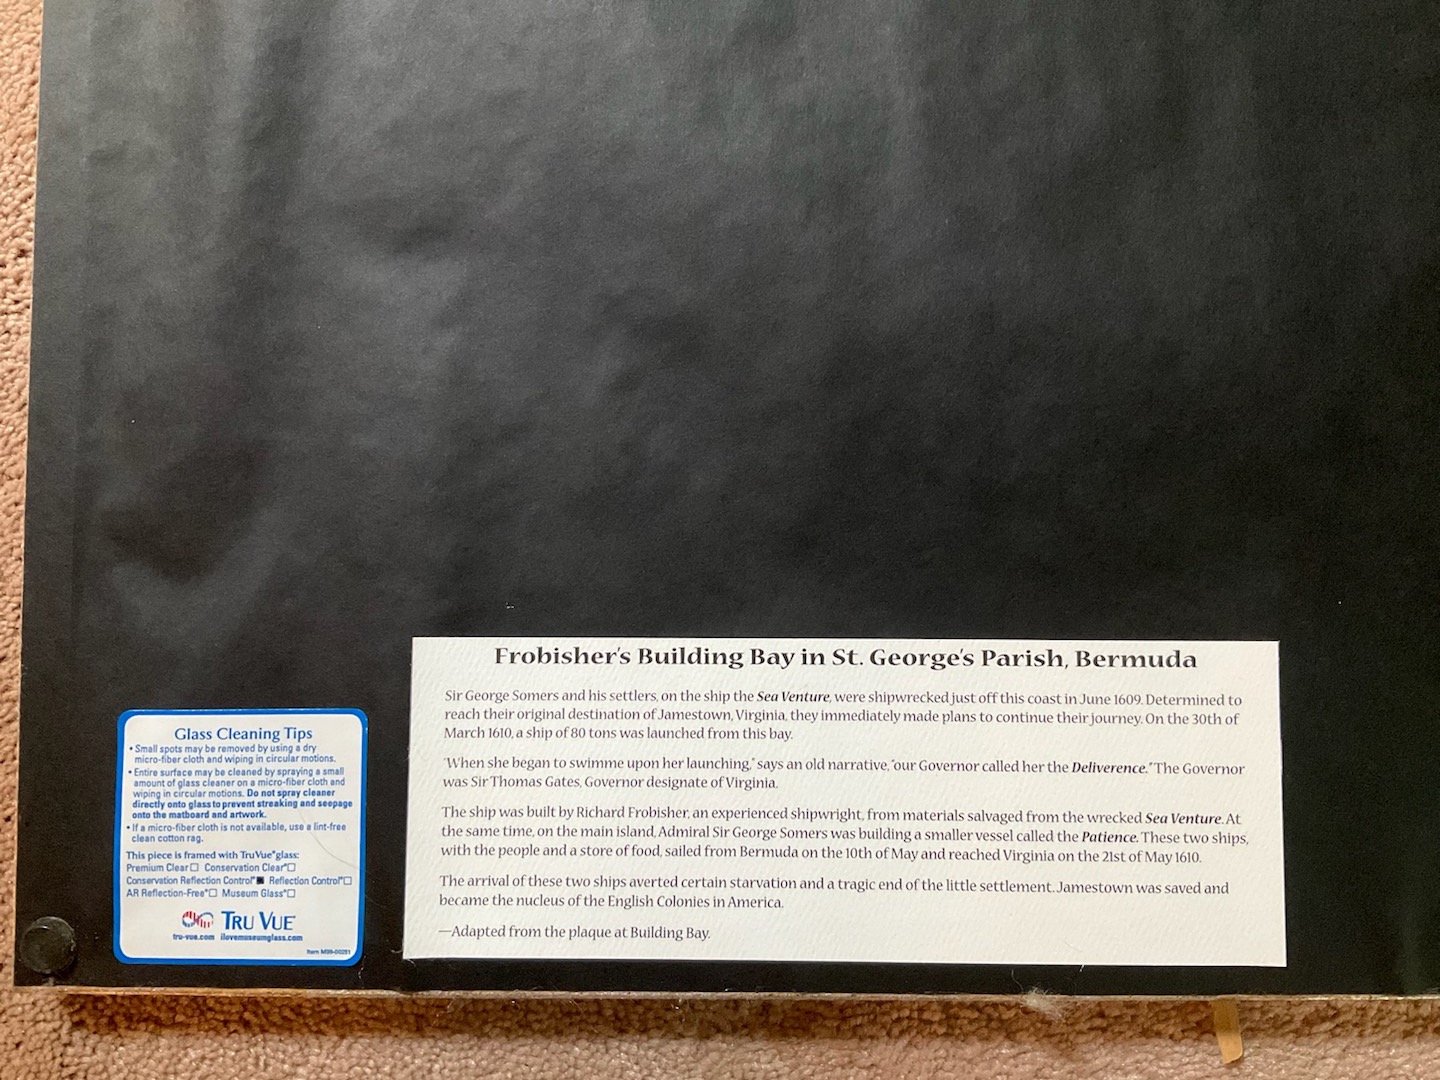 Frobisher's Building Bay in St. George's Parish, Bermuda
Sir George Somers and his settlers, on the ship the Sea Venture, were shipwrecked just off this coast in June 1609. Determined to
reach their original destination of Jamestown, Virginia, they immediately made plans to continue their journey. On the 30th of
March 1610, a ship of 80 tons was launched from this bay.
"When she began to swimme upon her launching," says an old narrative, "our Governor called her the Deliverence." The Governor
was Sir Thomas Gates, Governor designate of Virginia.
The ship was built by Richard Frobisher, an experienced shipwright, from materials salvaged from the wrecked Sea Venture. At
the same time, on the main island, Admiral Sir George Somers was building a smaller vessel called the Patience. These two ships,
with the people and a store of food, sailed from Bermuda on the 10th of May and reached Virginia on the 21st of May 1610.
The arrival of these two ships averted certain starvation and a tragic end of the little settlement. Jamestown was saved and
became the nucleus of the English Colonies in America.
—Adapted from the plaque at Building Bay.
Glass Cleaning Tips
• Small spots may be removed by using a dry
micro-fiber cloth and wiping in circular motions.
• Entire surface may be cleaned by spraying a small
amount of glass cleaner on a micro-fiber cloth and
wiping in circular motions. Do not spray cleaner
directly onto glass to prevent streaking and seepage
onto the matboard and artwork.
• If a micro-fiber cloth is not available, use a lint-free
clean cotton rag.
This piece is framed with Tru Vue® glass:
Premium Clear ☐ Conservation Clear® ☐
Conservation Reflection Control® ■ Reflection Control® ☐
AR Reflection-Free® ☐ Museum Glass® ☐
TRU VUE®
tru-vue.com ilovemuseumglass.com
Item M99-00281